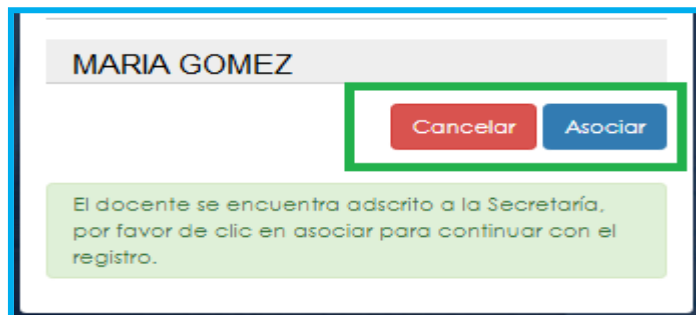 MARIA GOMEZ
Cancelar Asociar
El docente se encuentra adscrito a la Secretaría,
por favor de clic en asociar para continuar con el
registro.